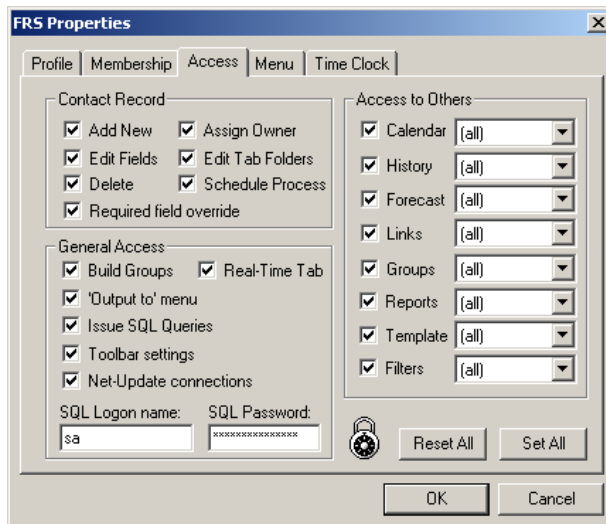 FRS Properties
Profile Membership Access Menu Time Clock
Contact Record
Add New Assign Owner
Edit Fields Edit Tab Folders
Delete Schedule Process
Required field override
General Access
Build Groups Real-Time Tab
'Output to' menu
Issue SQL Queries
Toolbar settings
Net-Update connections
SQL Logon name: SQL Password:
sa ***************
Access to Others
Calendar (all)
History (all)
Forecast (all)
Links (all)
Groups (all)
Reports (all)
Template (all)
Filters (all)
Reset All Set All
OK Cancel